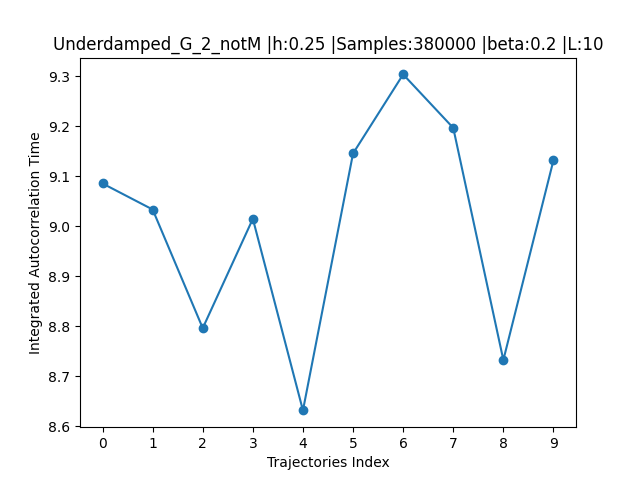 Underdamped_G_2_notM |h:0.25 |Samples:380000 |beta:0.2 |L:10
Integrated Autocorrelation Time
9.3
9.2
9.1
9.0
8.9
8.8
8.7
8.6
0 1 2 3 4 5 6 7 8 9
Trajectories Index